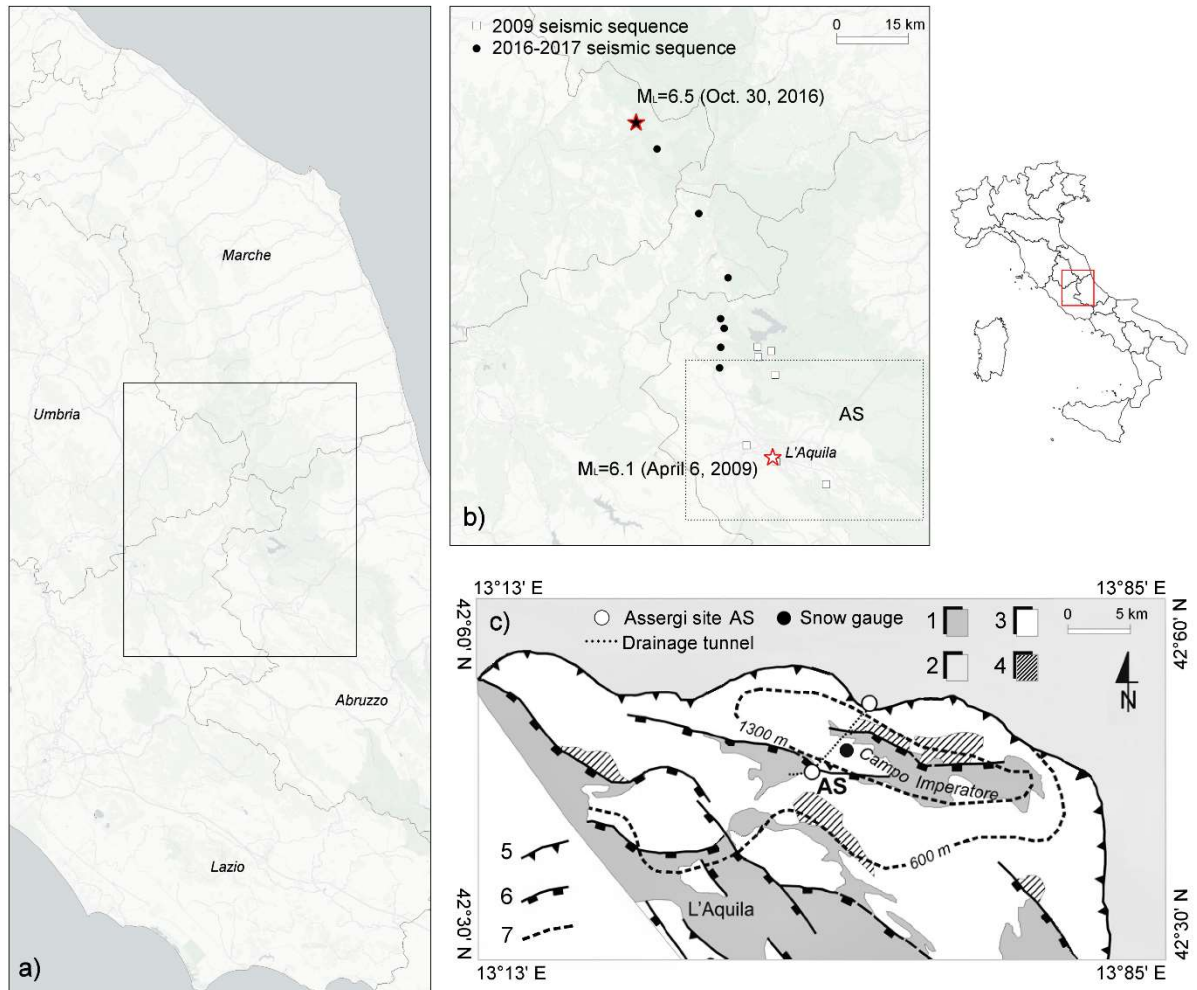 Marche
Umbria
Abruzzo
Lazio
a)
2009 seismic sequence
2016-2017 seismic sequence
0 15 km
ML=6.5 (Oct. 30, 2016)
AS
L'Aquila
ML=6.1 (April 6, 2009)
b)
13°13' E
13°85' E
42°60' N
42°60' N
c)
Assergi site AS
Snow gauge
Drainage tunnel
1
3
2
4
0 5 km
N
1300 m
Campo Imperatore
AS
600 m
5
6
7
L'Aquila
42°30' N
42°30' N
13°13' E
13°85' E